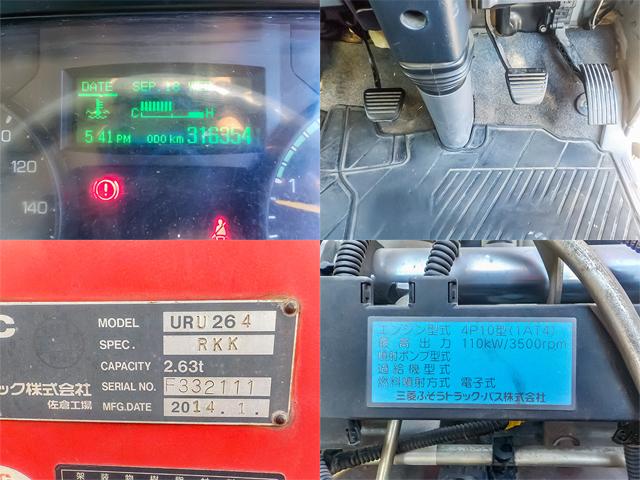 DATE SEP.18
C H
5:41 PM ODO km 316354
120
140
C
MODEL URU264
SPEC. RKK
CAPACITY 2.63t
SERIAL NO. F332111
MFG.DATE 2014.1.
ラック株式会社
佐倉工場
エンジン型式 4P10型(1AT4)
最高出力 110kW/3500rpm
噴射ポンプ型式
過給機型式
燃料噴射方式 電子式
三菱ふそうトラック・バス株式会社